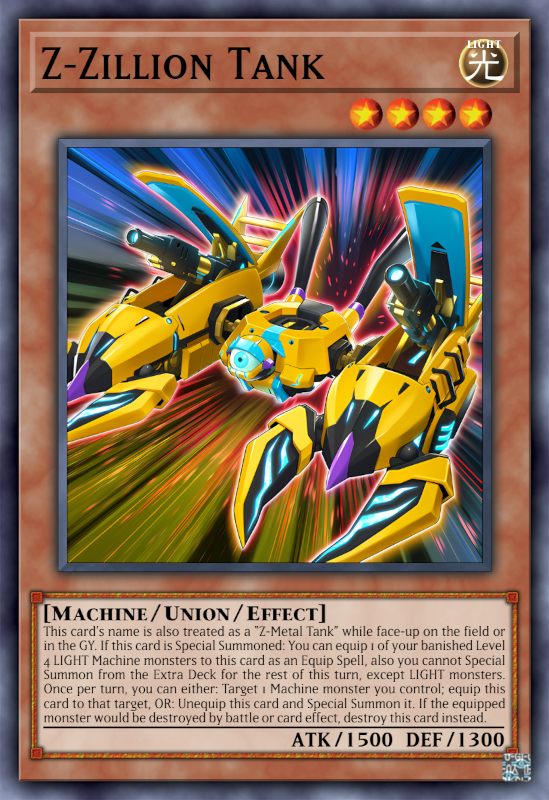 Z-Zillion Tank
LIGHT
光
[Machine/Union/Effect]
This card's name is also treated as a "Z-Metal Tank" while face-up on the field or
in the GY. If this card is Special Summoned: You can equip 1 of your banished Level
4 LIGHT Machine monsters to this card as an Equip Spell, also you cannot Special
Summon from the Extra Deck for the rest of this turn, except LIGHT monsters.
Once per turn, you can either: Target 1 Machine monster you control; equip this
card to that target, OR: Unequip this card and Special Summon it. If the equipped
monster would be destroyed by battle or card effect, destroy this card instead.
ATK/1500 DEF/1300